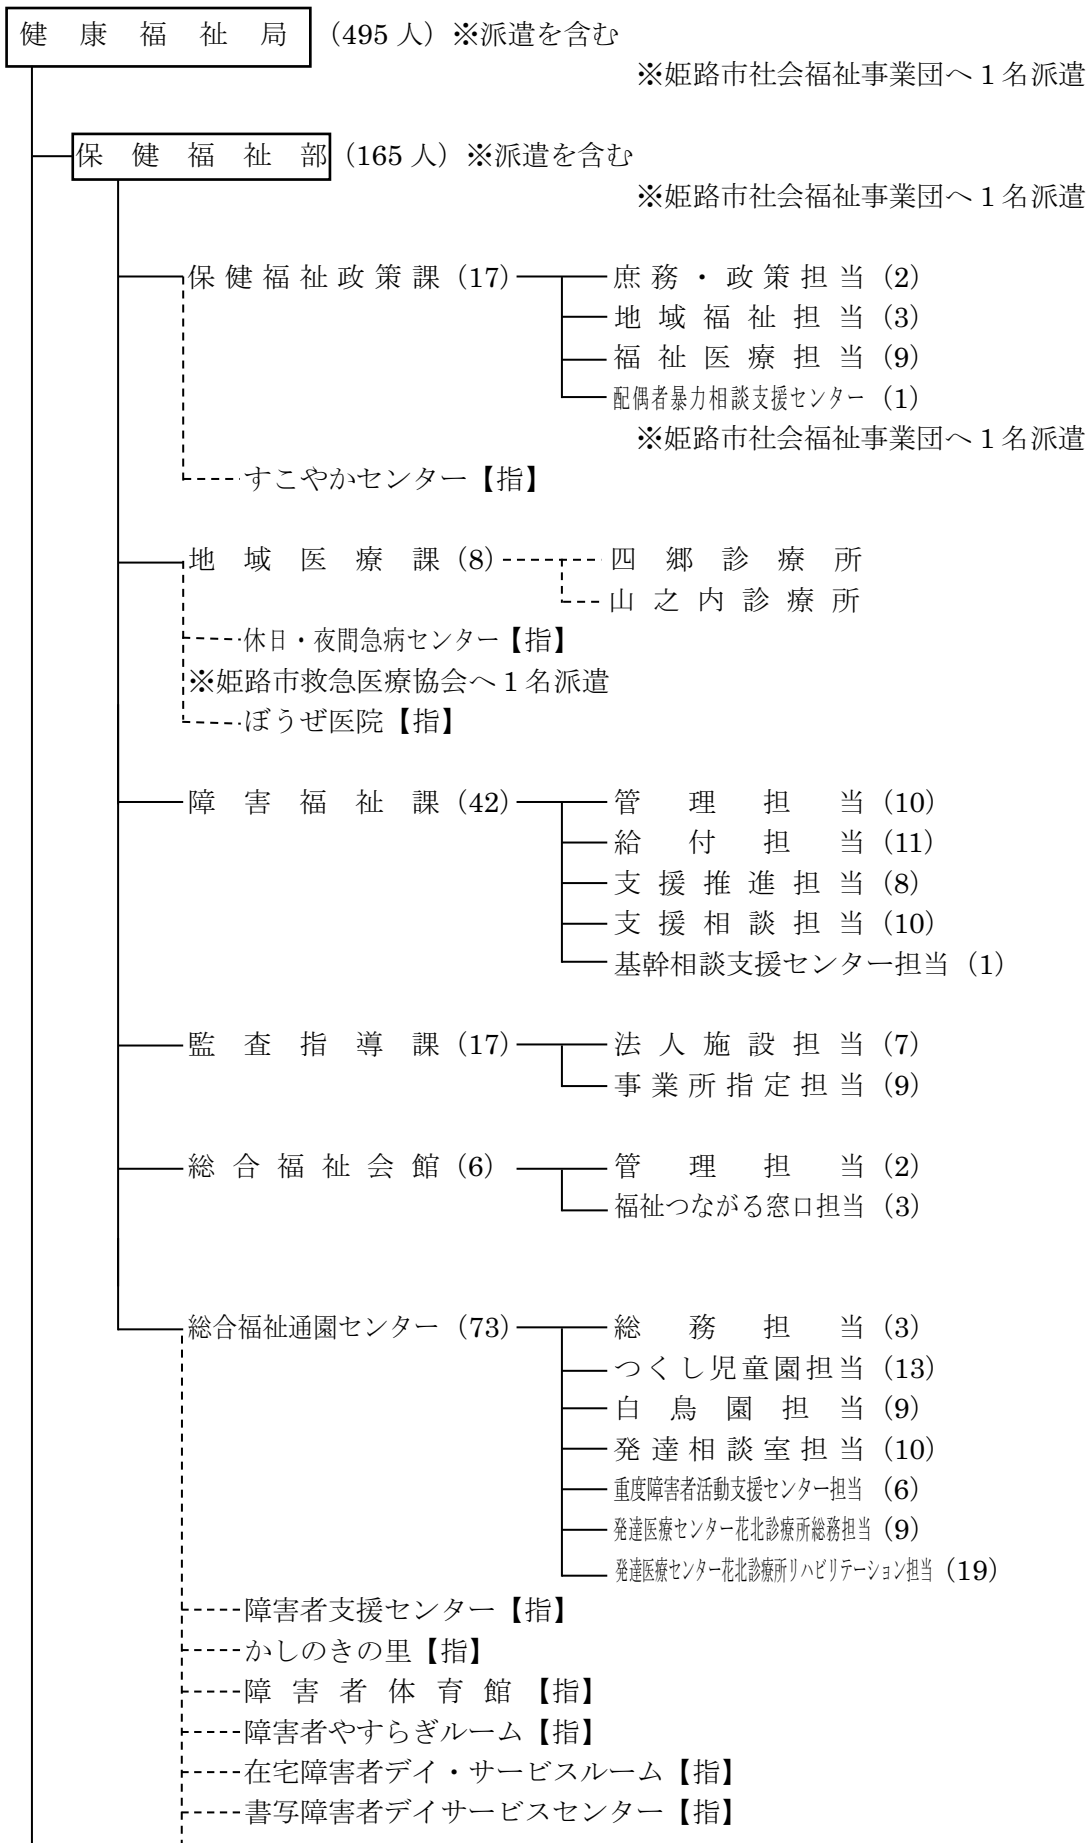 健康福祉局（495人）※派遣を含む
※姫路市社会福祉事業団へ1名派遣
保健福祉部（165人）※派遣を含む
※姫路市社会福祉事業団へ1名派遣
保健福祉政策課（17） 庶務・政策担当（2）
地域福祉担当（3）
福祉医療担当（9）
配偶者暴力相談支援センター（1）
※姫路市社会福祉事業団へ1名派遣
すこやかセンター【指】
地域医療課（8） 四郷診療所
山之内診療所
休日・夜間急病センター【指】
※姫路市救急医療協会へ1名派遣
ぼうぜ医院【指】
障害福祉課（42） 管理担当（10）
給付担当（11）
支援推進担当（8）
支援相談担当（10）
基幹相談支援センター担当（1）
監査指導課（17） 法人施設担当（7）
事業所指定担当（9）
総合福祉会館（6） 管理担当（2）
福祉つながる窓口担当（3）
総合福祉通園センター（73） 総務担当（3）
つくし児童園担当（13）
白鳥園担当（9）
発達相談室担当（10）
重度障害者活動支援センター担当（6）
発達医療センター花北診療所総務担当（9）
発達医療センター花北診療所リハビリテーション担当（19）
障害者支援センター【指】
かしのきの里【指】
障害者体育館【指】
障害者やすらぎルーム【指】
在宅障害者デイ・サービスルーム【指】
書写障害者デイサービスセンター【指】